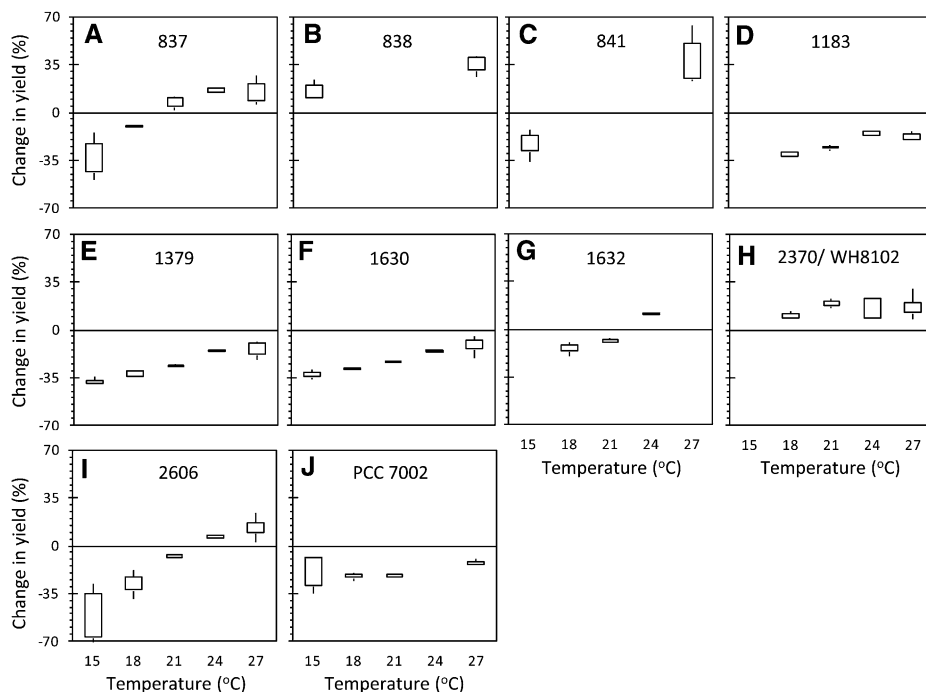 70
35
0
-35
-70
Change in yield (%)
A 837
B 838
C 841
D 1183
70
35
0
-35
-70
Change in yield (%)
E 1379
F 1630
G 1632
H 2370/ WH8102
15 18 21 24 27
Temperature (°C)
18 21 24 27
Temperature (°C)
70
35
0
-35
-70
Change in yield (%)
I 2606
J PCC 7002
15 18 21 24 27
Temperature (°C)
15 18 21 24 27
Temperature (°C)